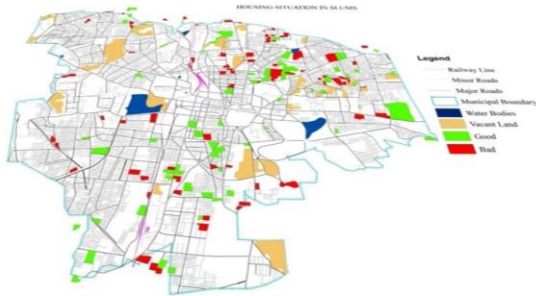 HOUSING SITUATION IN SLUMS
Legend
Railway Line
Minor Roads
Major Roads
Municipal Boundary
Water Bodies
Vacant Land
Good
Bad